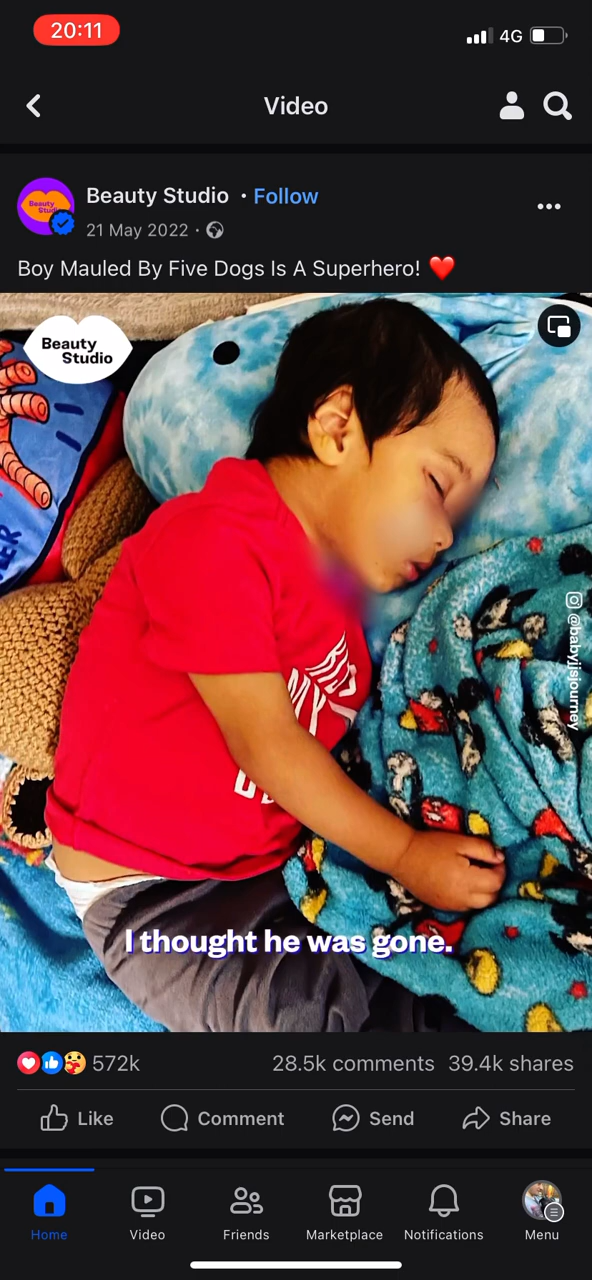 20:11
4G
Video
Beauty Studio · Follow
21 May 2022 ·
Boy Mauled By Five Dogs Is A Superhero! ❤️
Beauty
Studio
@babyjjsjourney
MY
I thought he was gone.
572k 28.5k comments 39.4k shares
Like Comment Send Share
Home Video Friends Marketplace Notifications Menu